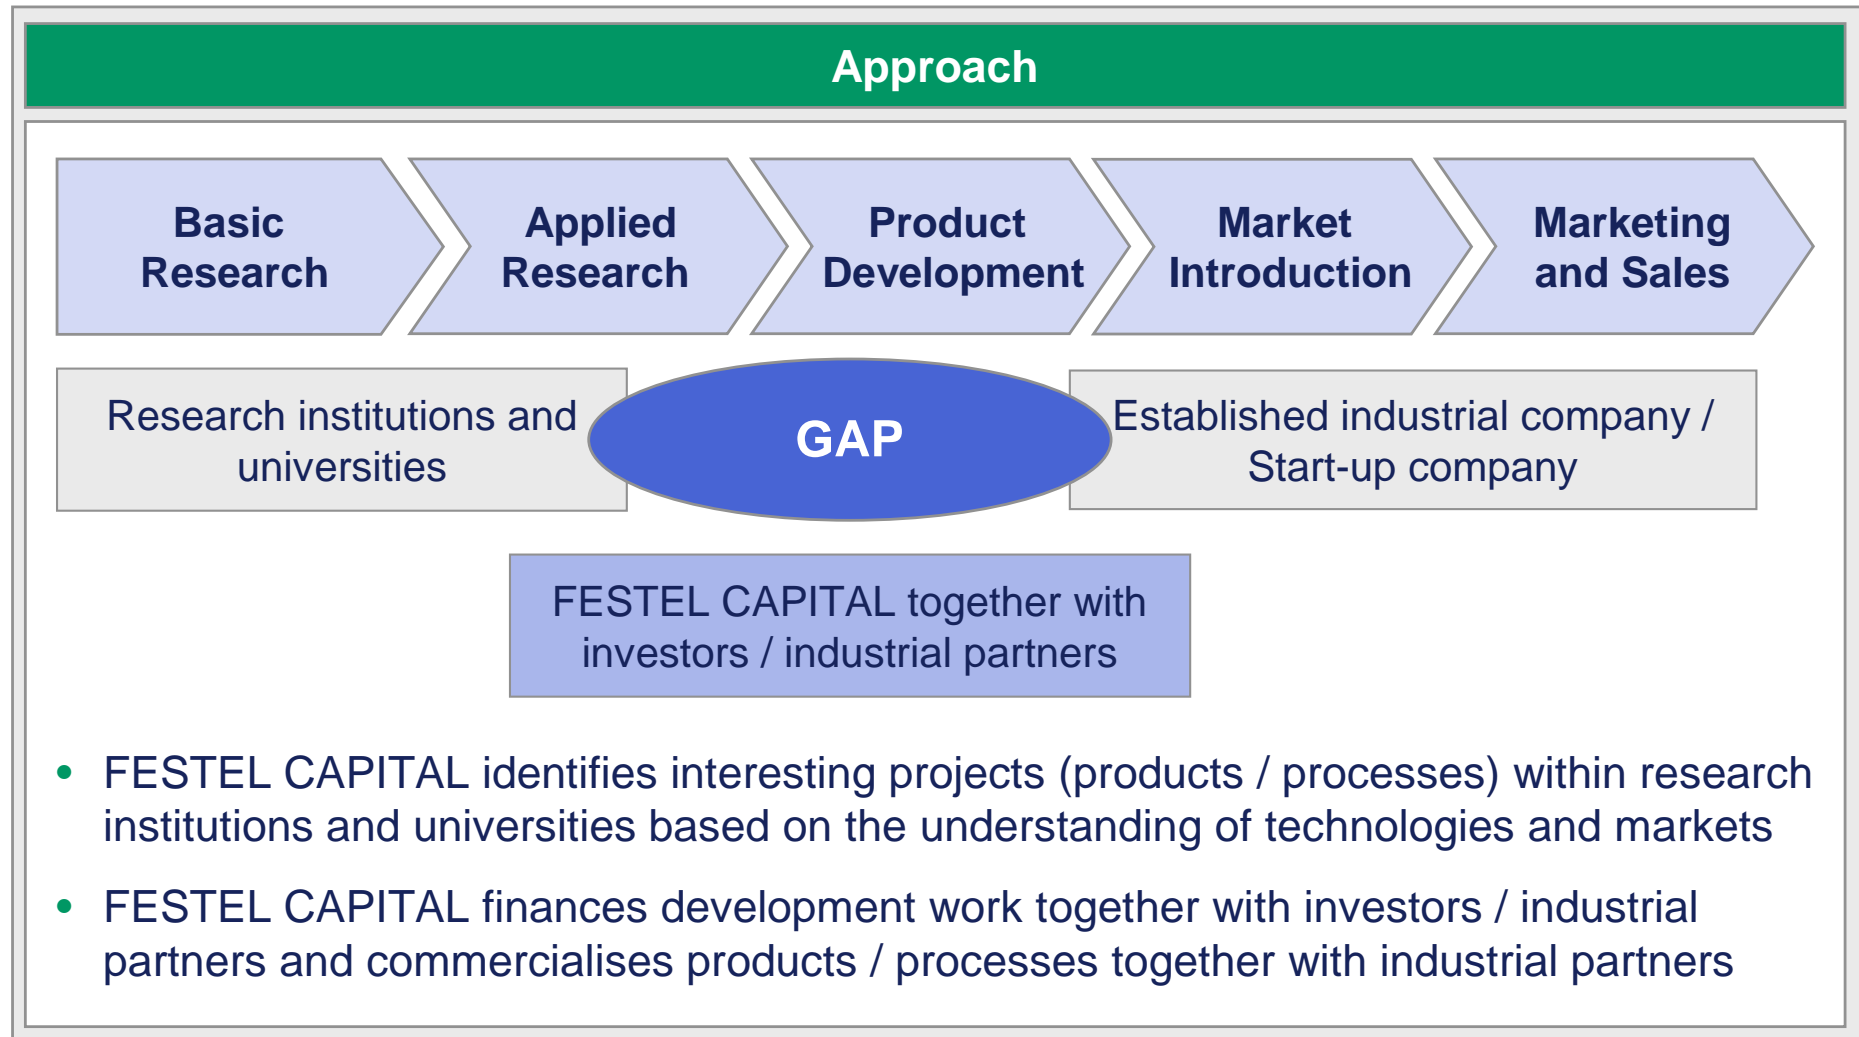 Approach
Basic
Research
Applied
Research
Product
Development
Market
Introduction
Marketing
and Sales
Research institutions and
universities
GAP
Established industrial company /
Start-up company
FESTEL CAPITAL together with
investors / industrial partners
• FESTEL CAPITAL identifies interesting projects (products / processes) within research
institutions and universities based on the understanding of technologies and markets
• FESTEL CAPITAL finances development work together with investors / industrial
partners and commercialises products / processes together with industrial partners